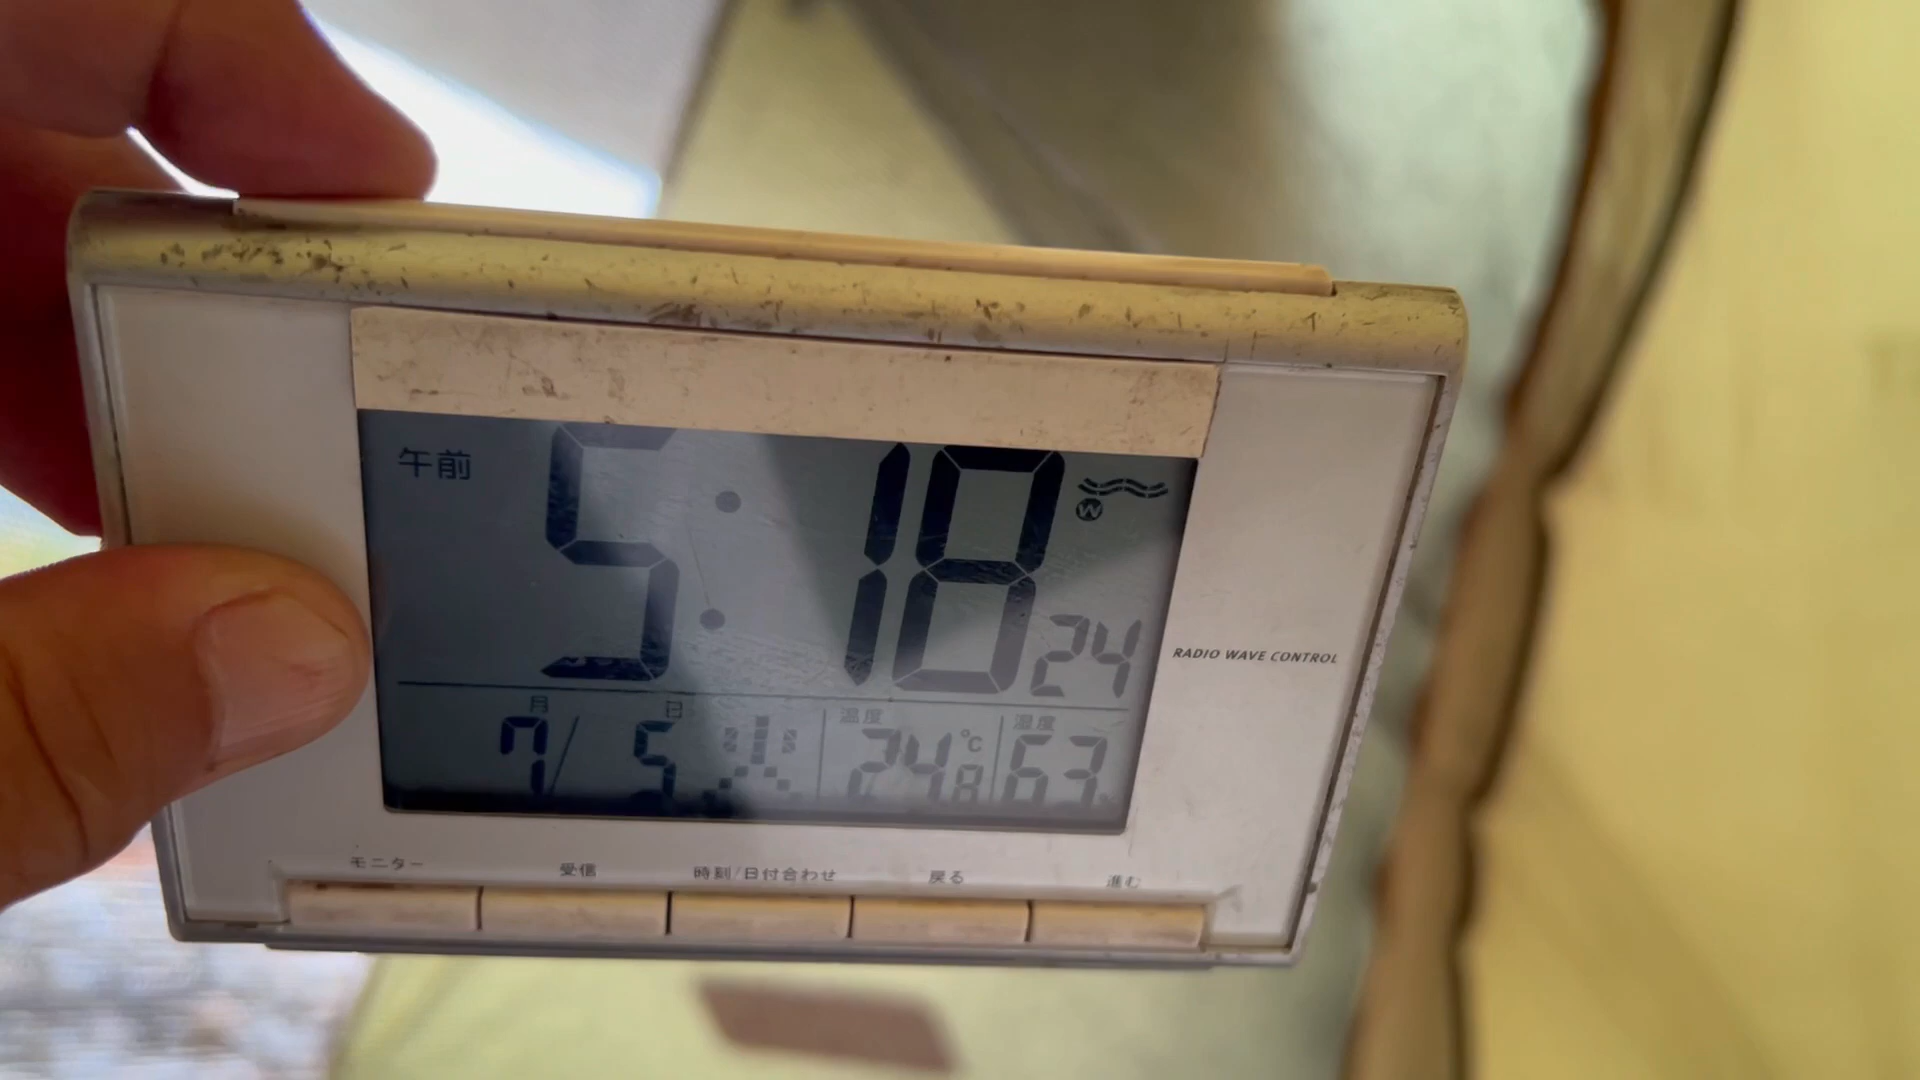 午前 5:18 24
W
RADIO WAVE CONTROL
月 日 温度 湿度
7/5 火 24.8 ℃ 63
モニター 受信 時刻/日付合わせ 戻る 進む